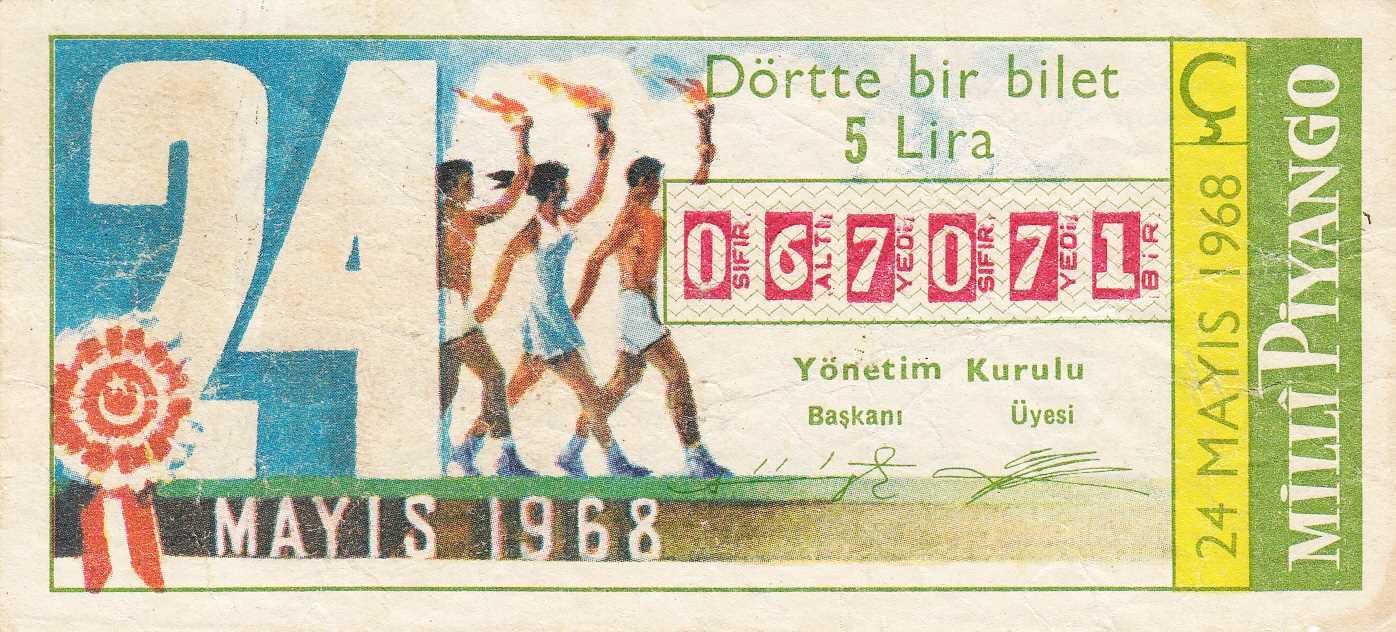 24
MAYIS 1968
Dörtte bir bilet
5 Lira
0 SIFIR 6 ALTI 7 YEDİ 0 SIFIR 7 YEDİ 1 BİR
Yönetim Kurulu
Başkanı Üyesi
Ç
24 MAYIS 1968
MİLLÎ PİYANGO